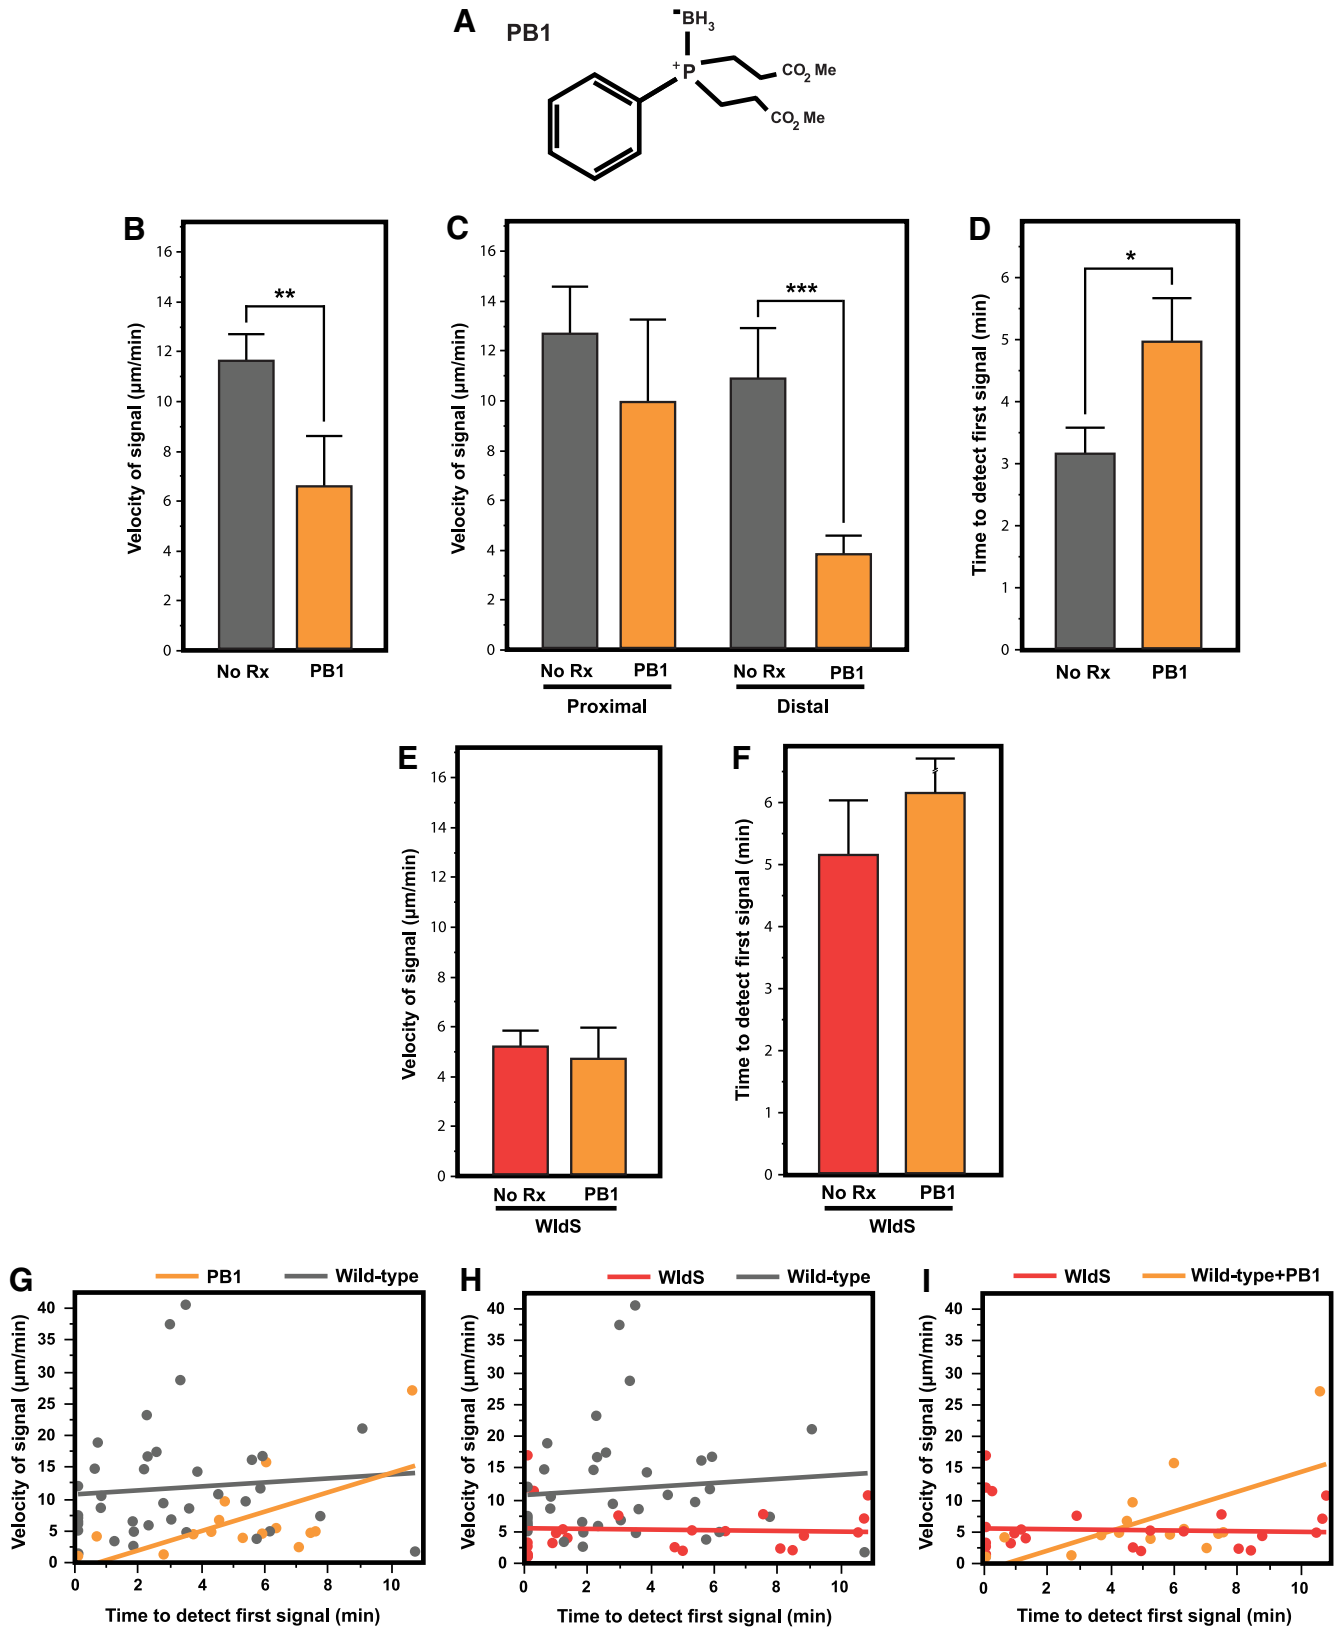 A
PB1
-BH3
+P
CO2 Me
CO2 Me
B
Velocity of signal (µm/min)
16
14
12
10
8
6
4
2
0
**
No Rx PB1
C
Velocity of signal (µm/min)
16
14
12
10
8
6
4
2
0
***
No Rx PB1 No Rx PB1
Proximal Distal
D
Time to detect first signal (min)
6
5
4
3
2
1
0
*
No Rx PB1
E
Velocity of signal (µm/min)
16
14
12
10
8
6
4
2
0
No Rx PB1
WldS
F
Time to detect first signal (min)
6
5
4
3
2
1
0
No Rx PB1
WldS
G
PB1 Wild-type
Velocity of signal (µm/min)
40
35
30
25
20
15
10
5
0
0 2 4 6 8 10
Time to detect first signal (min)
H
WldS Wild-type
Velocity of signal (µm/min)
40
35
30
25
20
15
10
5
0
0 2 4 6 8 10
Time to detect first signal (min)
I
WldS Wild-type+PB1
Velocity of signal (µm/min)
40
35
30
25
20
15
10
5
0
0 2 4 6 8 10
Time to detect first signal (min)